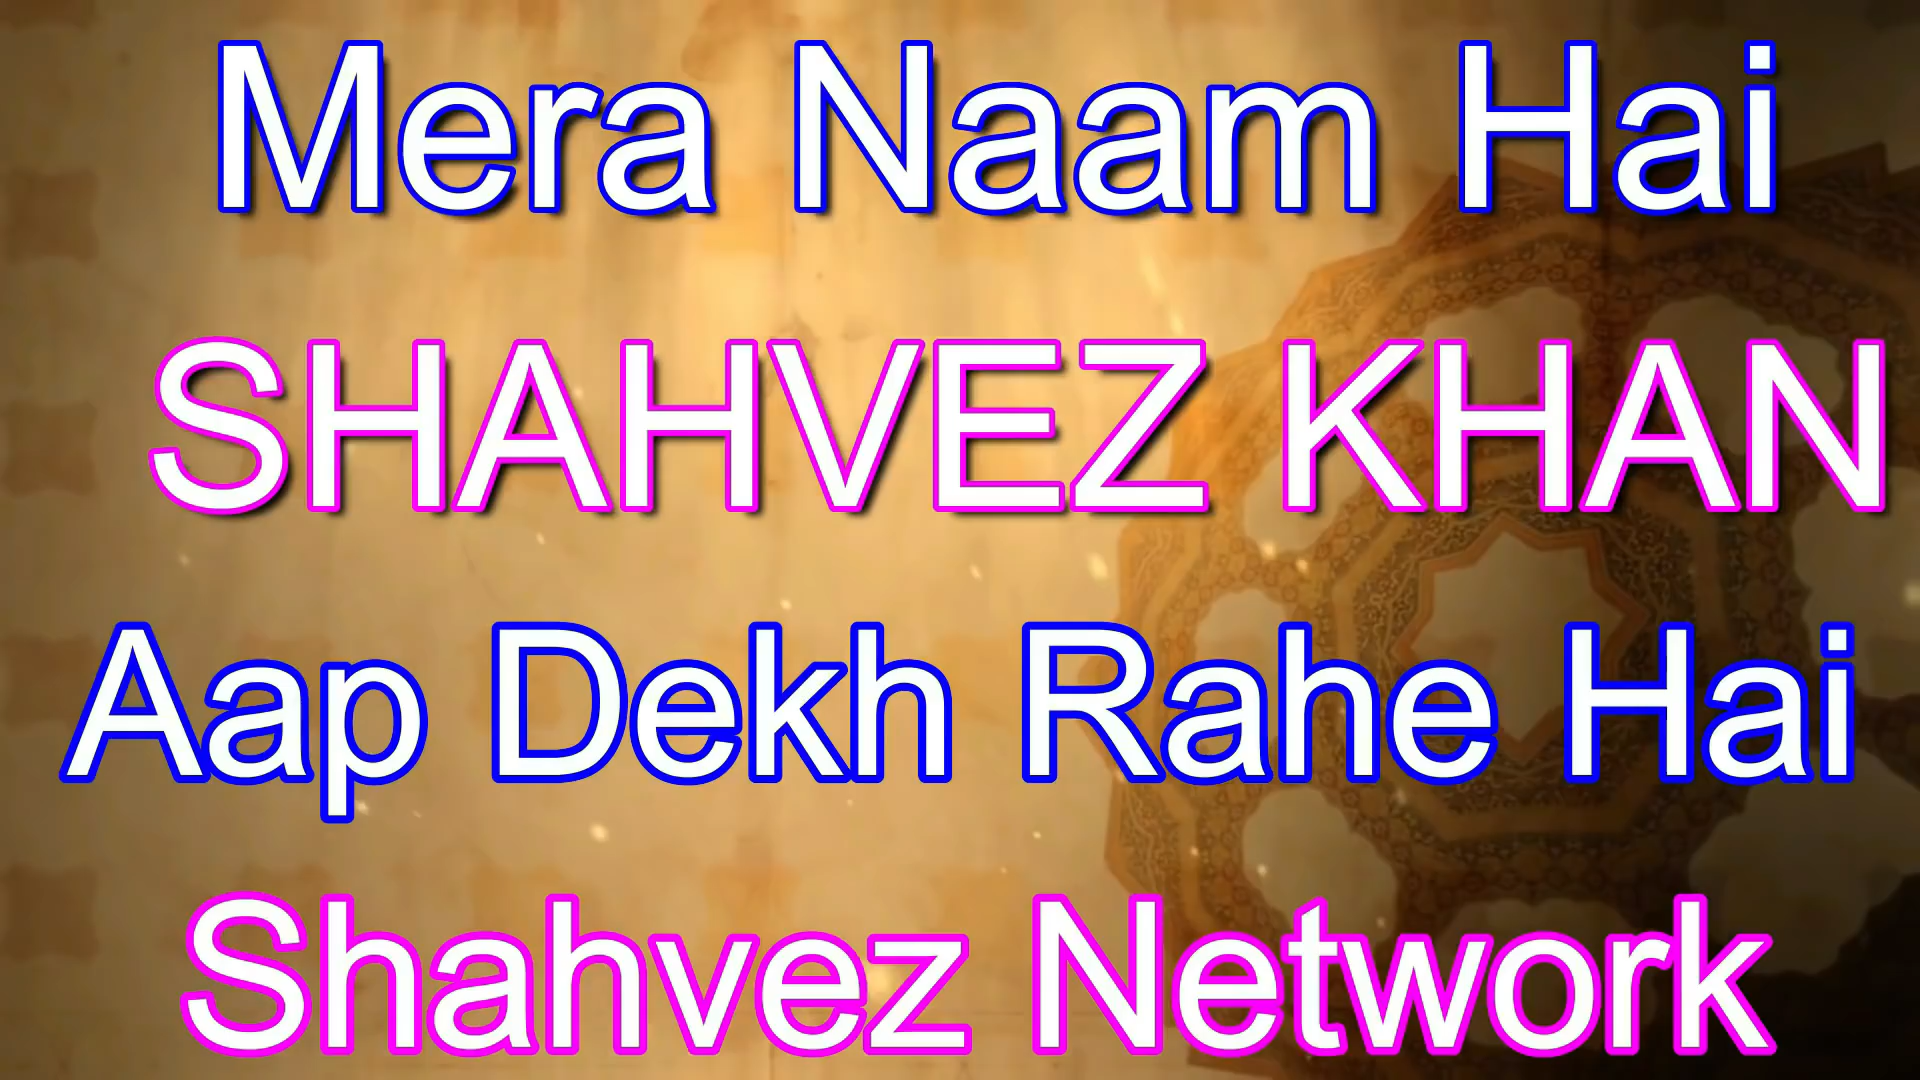 Mera Naam Hai
SHAHVEZ KHAN
Aap Dekh Rahe Hai
Shahvez Network